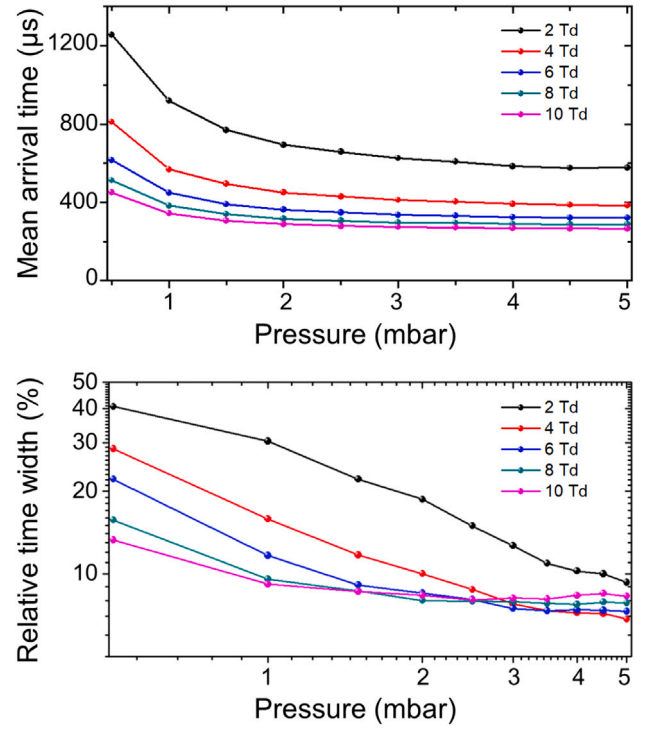 Mean arrival time (µs)
1200
800
400
0
2 Td
4 Td
6 Td
8 Td
10 Td
1 2 3 4 5
Pressure (mbar)
Relative time width (%)
50
40
30
20
10
2 Td
4 Td
6 Td
8 Td
10 Td
1 2 3 4 5
Pressure (mbar)